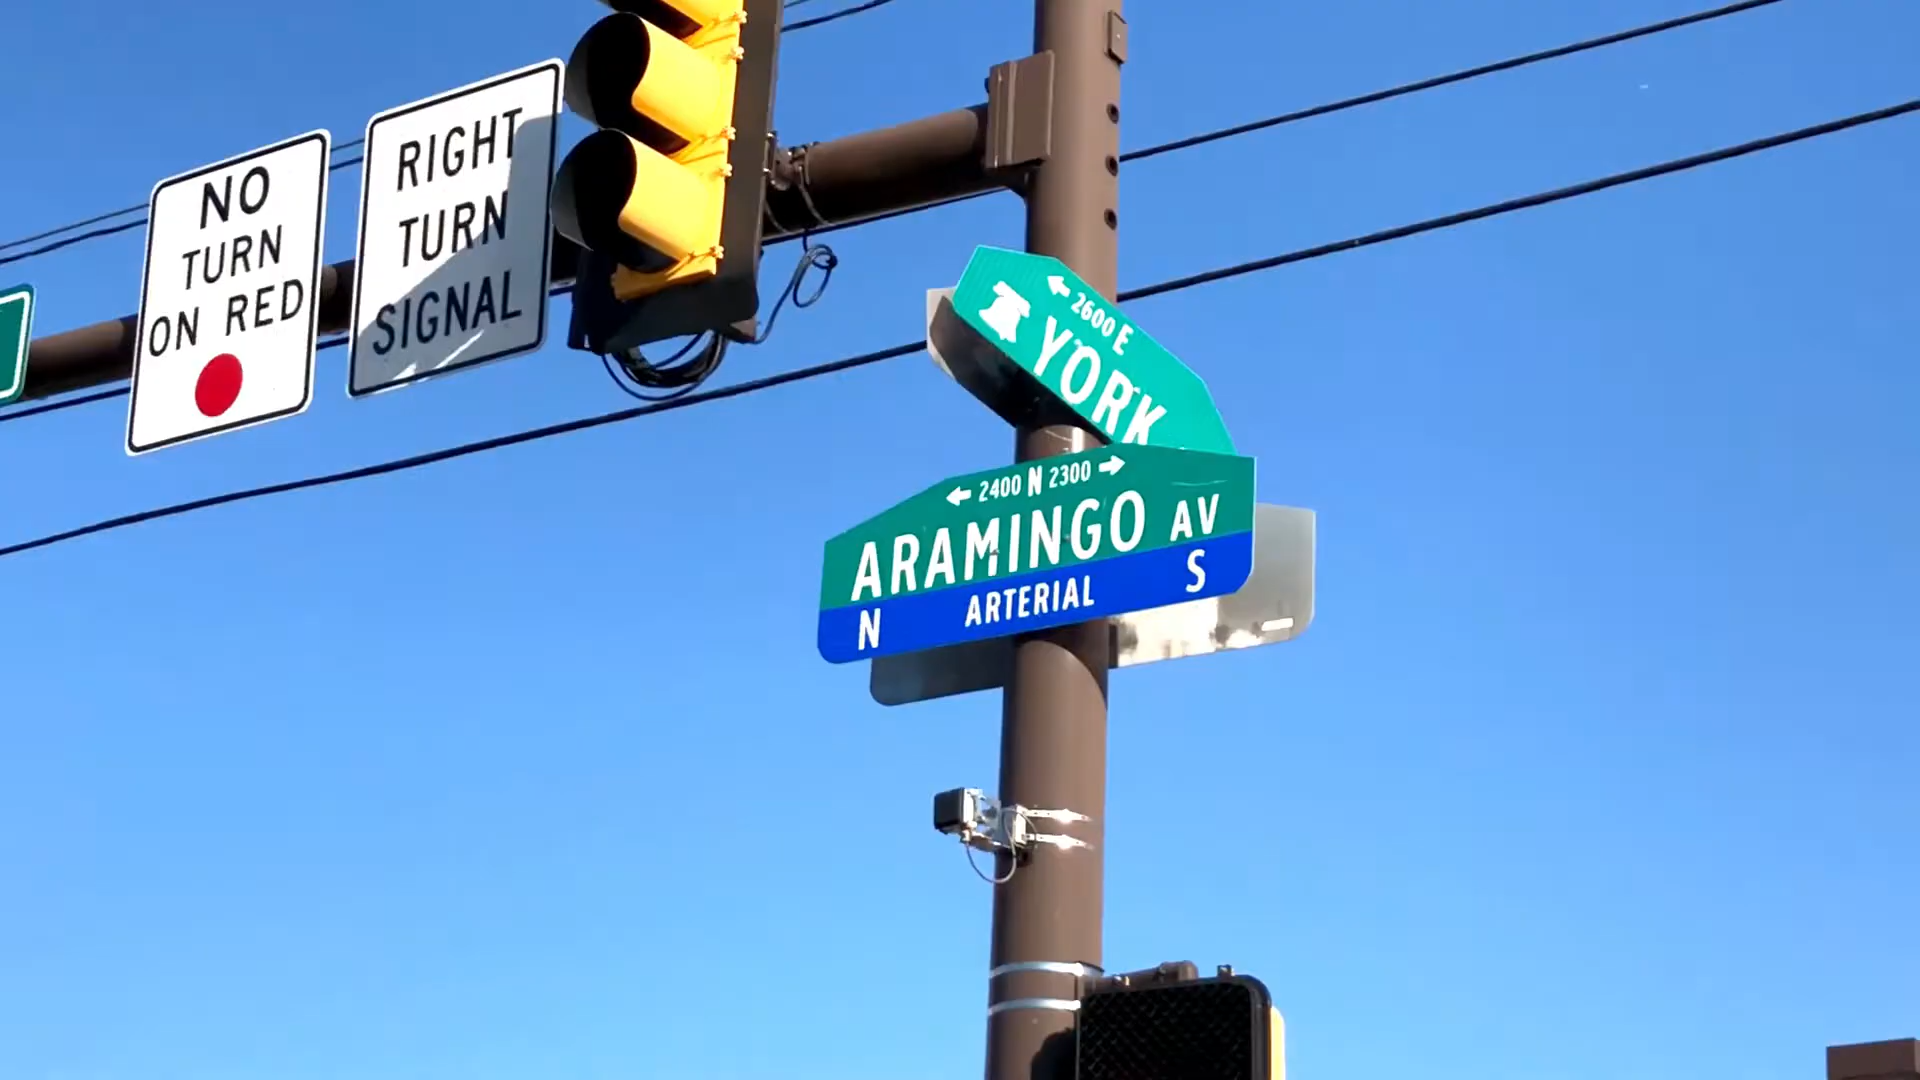 NO
TURN
ON RED
RIGHT
TURN
SIGNAL
← 2600 E
YORK
← 2400 N 2300 →
ARAMINGO AV
N ARTERIAL S